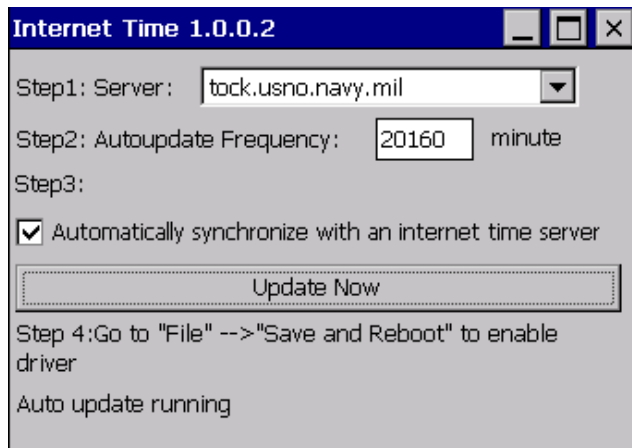 Internet Time 1.0.0.2
Step1: Server: tock.usno.navy.mil
Step2: Autoupdate Frequency: 20160 minute
Step3:
Automatically synchronize with an internet time server
Update Now
Step 4:Go to "File" -->"Save and Reboot" to enable
driver
Auto update running